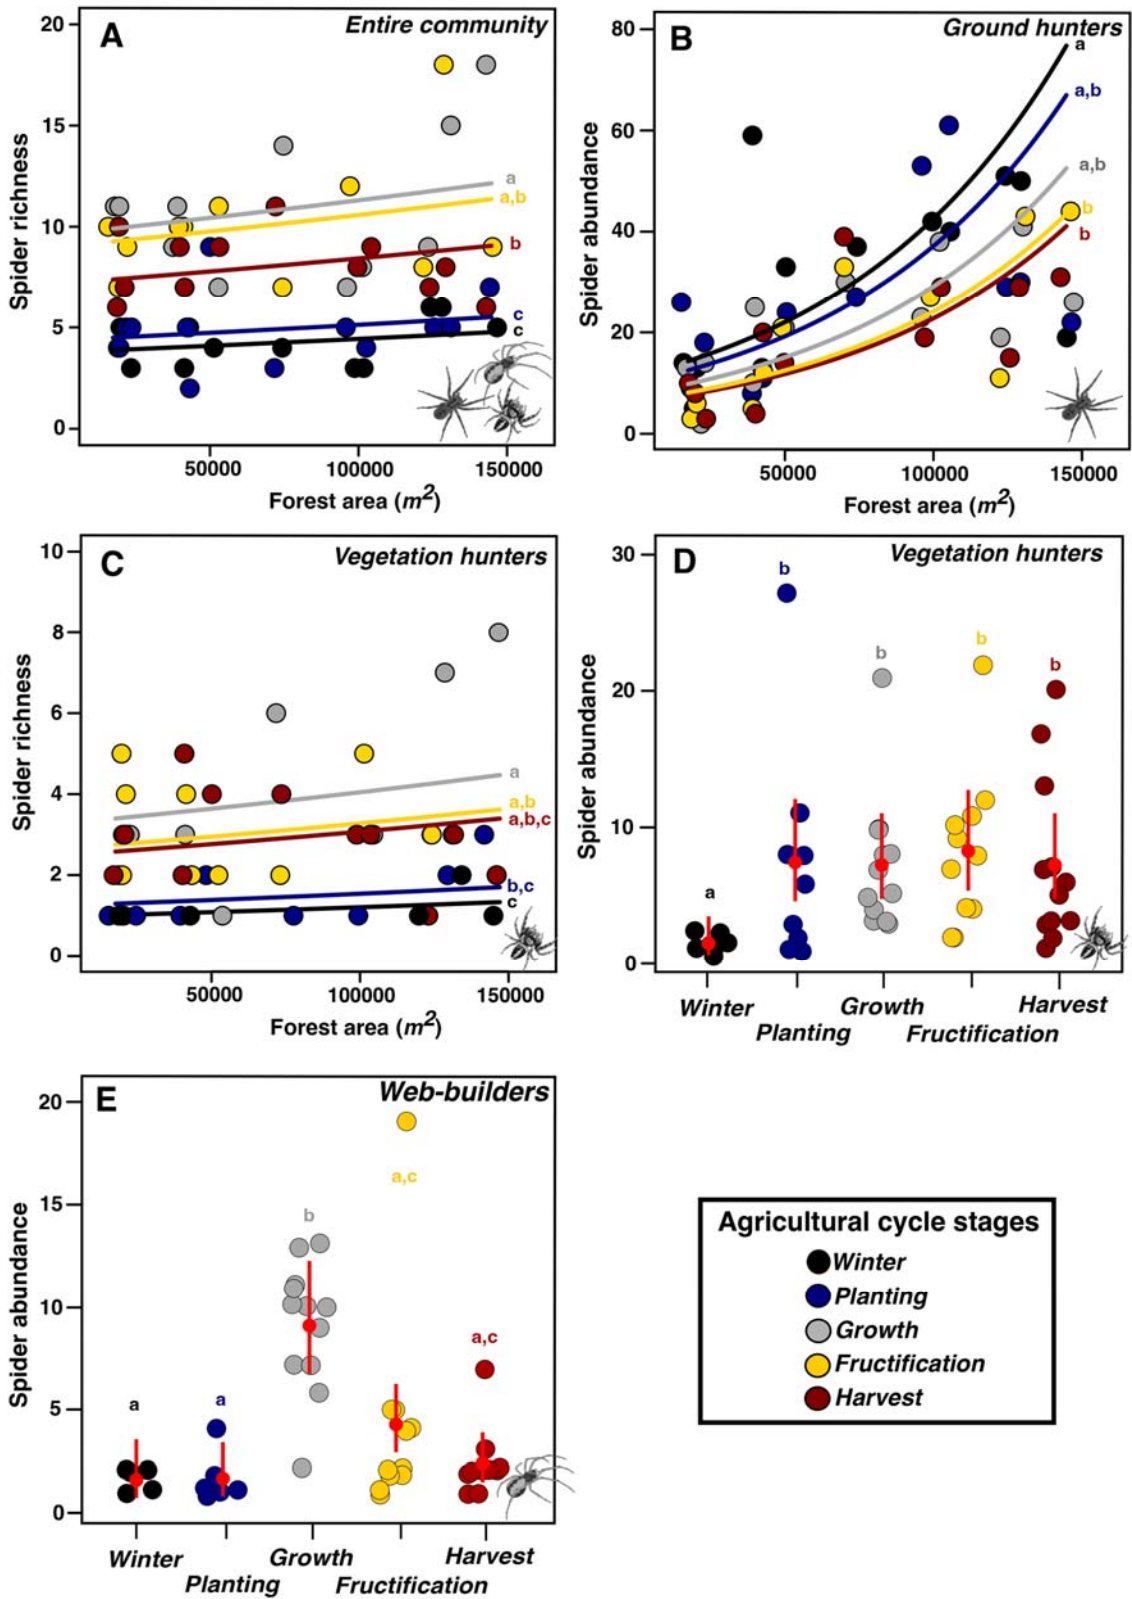 A
Entire community
Spider richness
20
15
10
5
0
a
a,b
b
c
c
50000
100000
150000
Forest area (m²)
B
Ground hunters
Spider abundance
80
60
40
20
0
a
a,b
a,b
b
b
50000
100000
150000
Forest area (m²)
C
Vegetation hunters
Spider richness
10
8
6
4
2
0
a
a,b
a,b,c
b,c
c
50000
100000
150000
Forest area (m²)
D
Vegetation hunters
Spider abundance
30
20
10
0
a
b
b
b
b
Winter
Planting
Growth
Fructification
Harvest
E
Web-builders
Spider abundance
20
15
10
5
0
a
a
b
a,c
a,c
Winter
Planting
Growth
Fructification
Harvest
Agricultural cycle stages
Winter
Planting
Growth
Fructification
Harvest